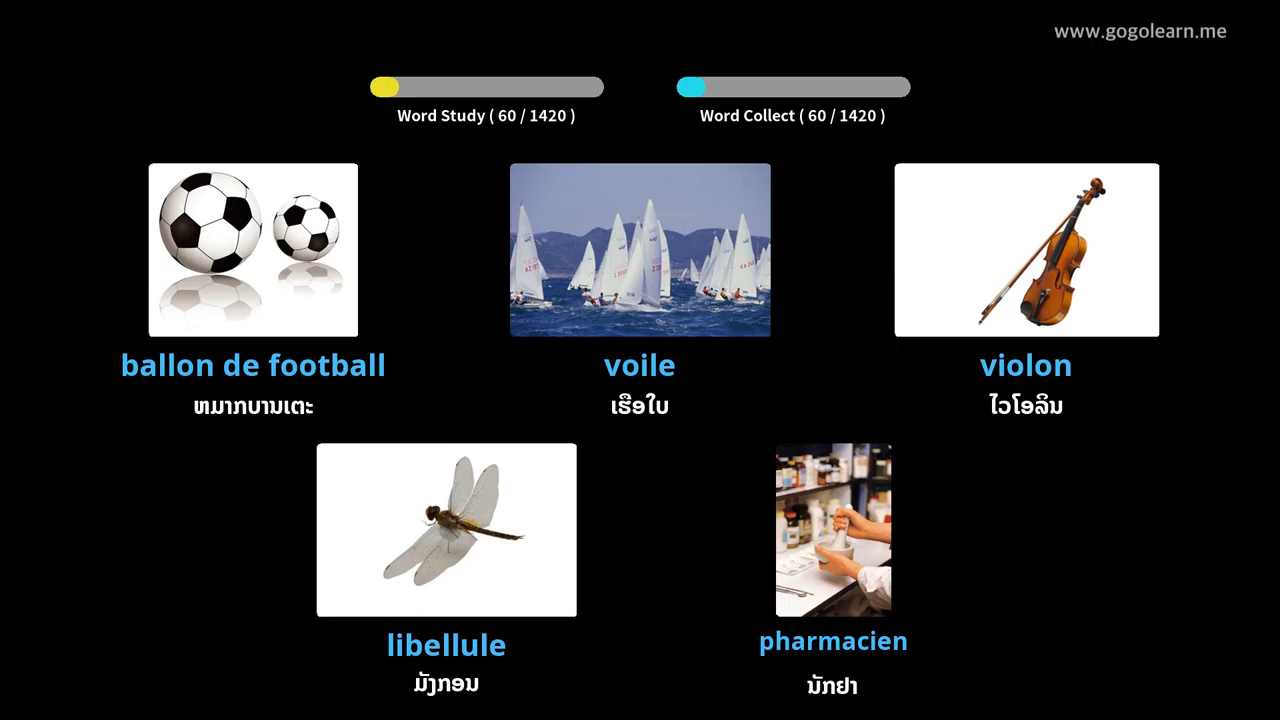 www.gogolearn.me
Word Study ( 60 / 1420 )
Word Collect ( 60 / 1420 )
ballon de football
voile
violon
ຫມາກບານເຕະ
ເຮືອໃບ
ໄວໂອລິນ
libellule
pharmacien
ມັງກອນ
ນັກຢາ